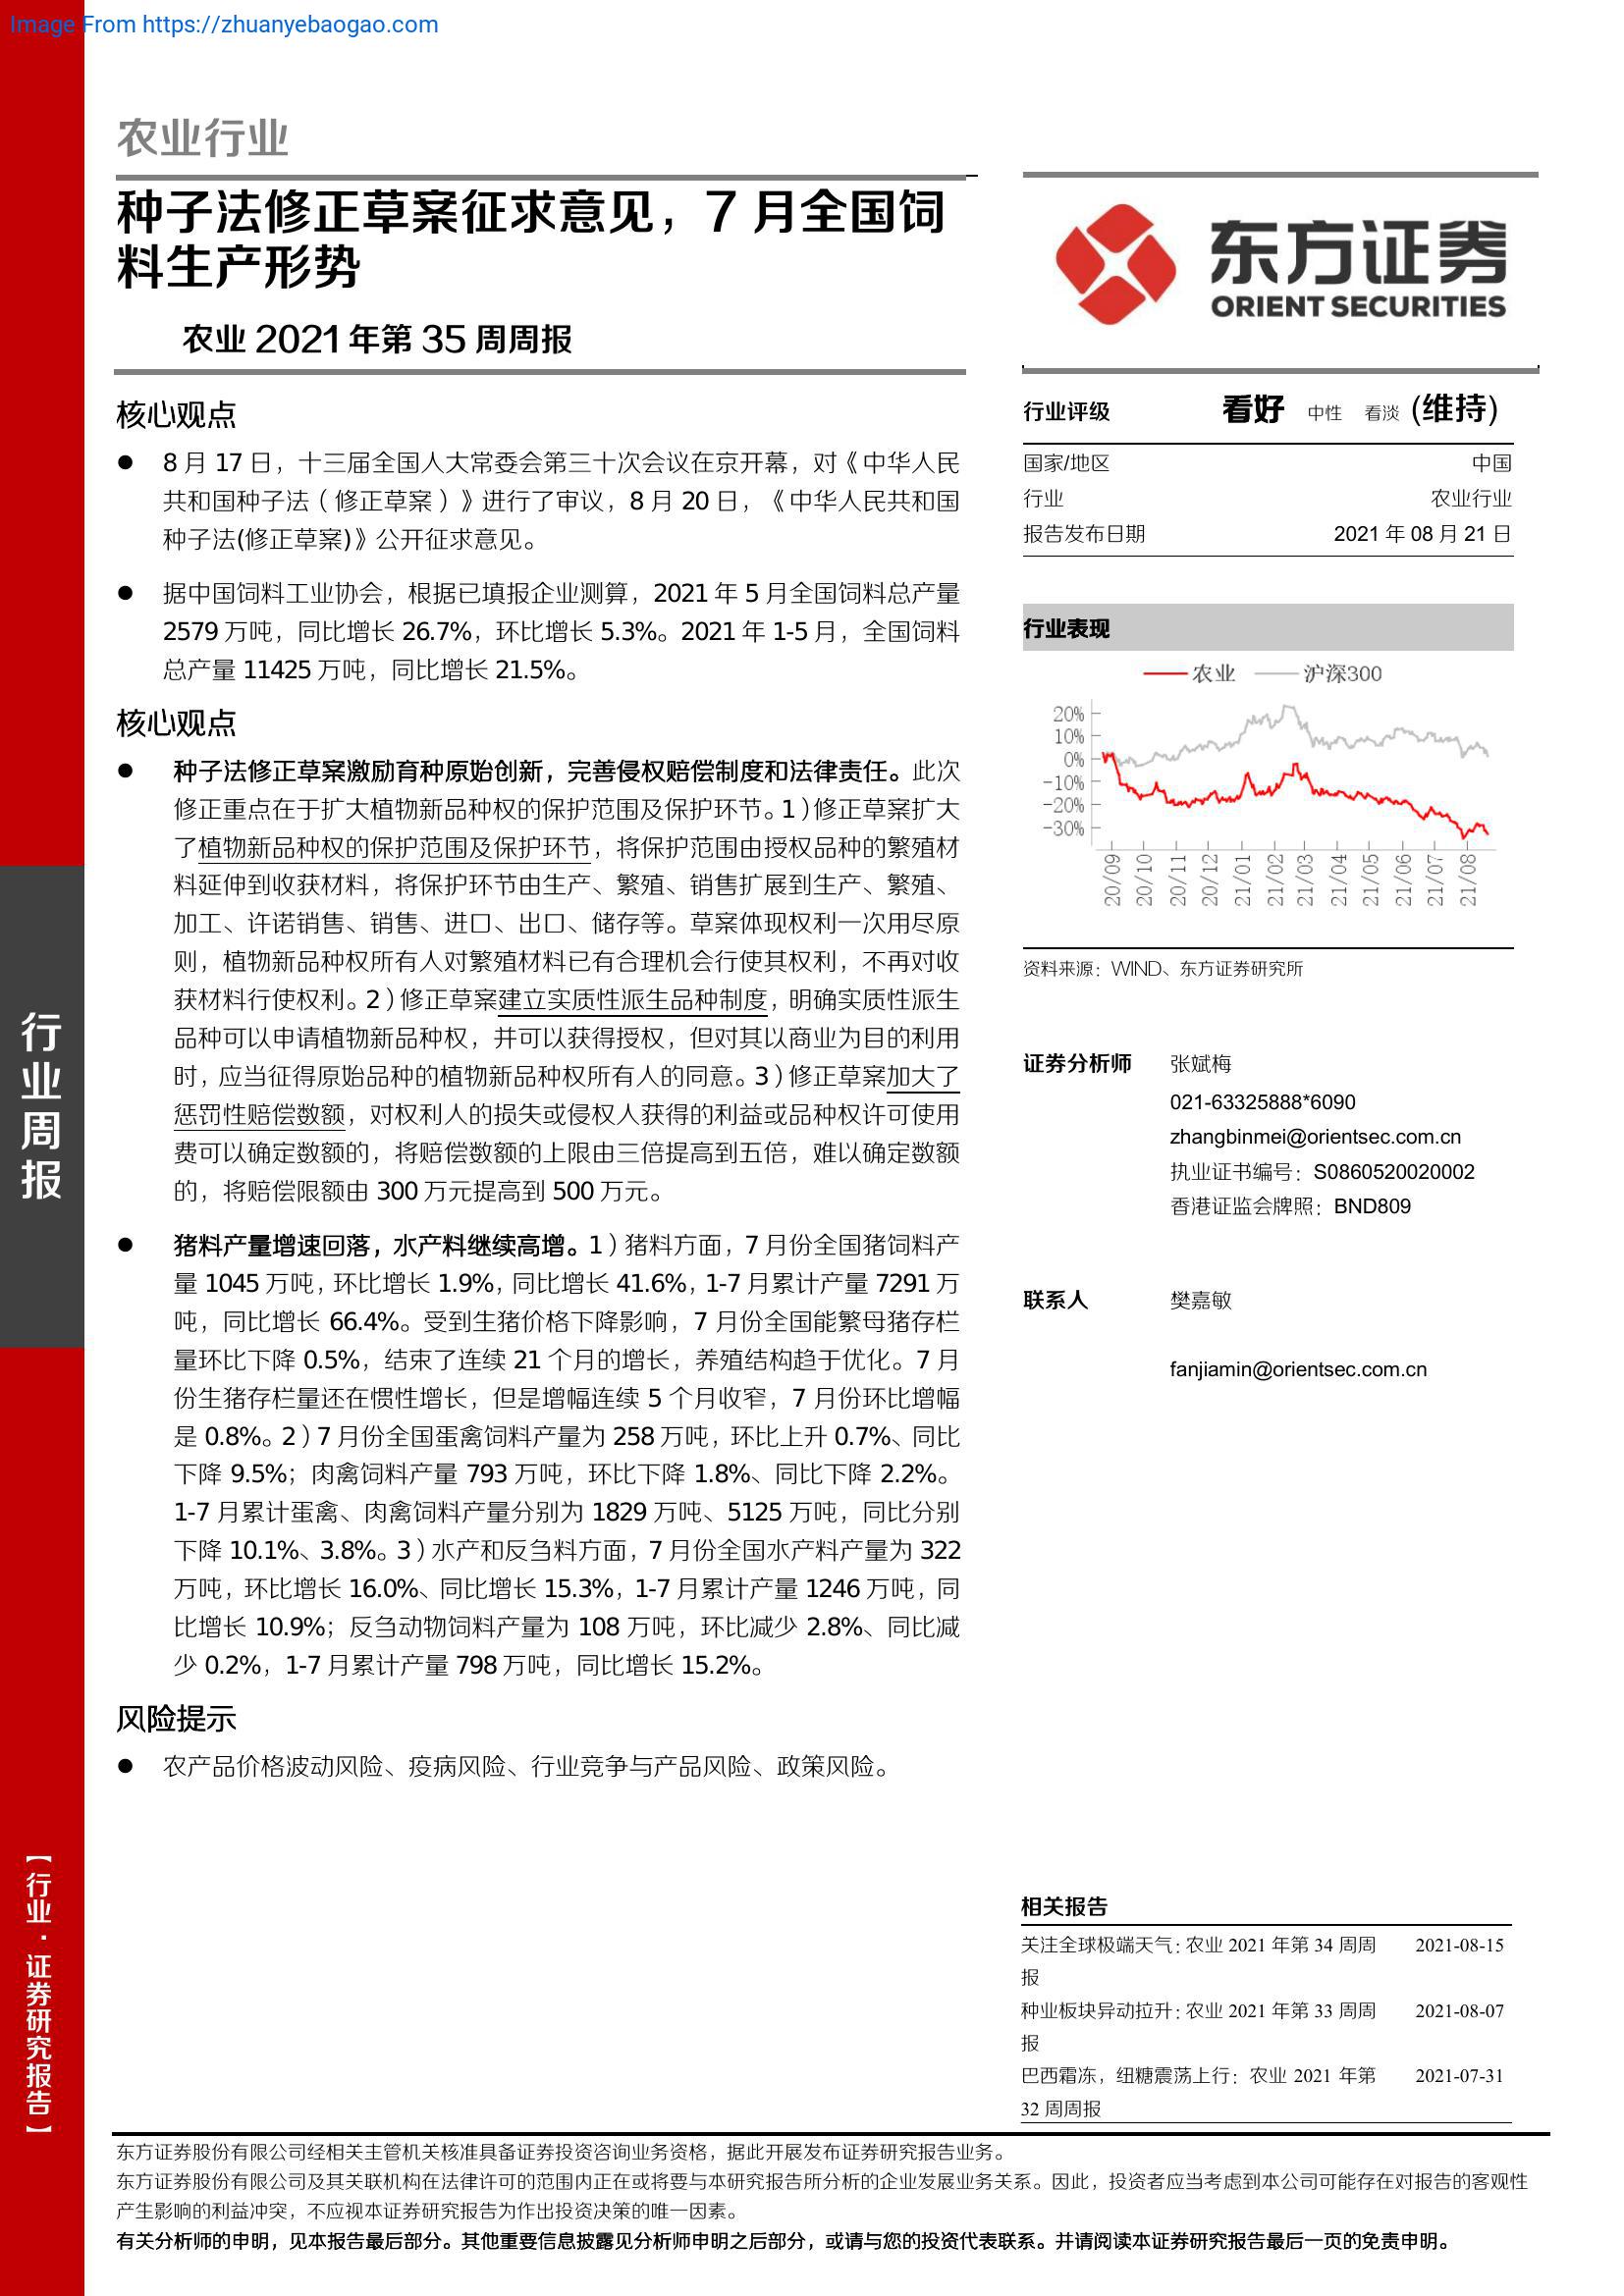 Image From https://zhuanyebaogao.com
农业行业
种子法修正草案征求意见，7 月全国饲
料生产形势
农业 2021 年第 35 周周报
核心观点
● 8 月 17 日，十三届全国人大常委会第三十次会议在京开幕，对《中华人民
共和国种子法（修正草案）》进行了审议，8 月 20 日，《中华人民共和国
种子法(修正草案)》公开征求意见。
● 据中国饲料工业协会，根据已填报企业测算，2021 年 5 月全国饲料总产量
2579 万吨，同比增长 26.7%，环比增长 5.3%。2021 年 1-5 月，全国饲料
总产量 11425 万吨，同比增长 21.5%。
核心观点
● 种子法修正草案激励育种原始创新，完善侵权赔偿制度和法律责任。此次
修正重点在于扩大植物新品种权的保护范围及保护环节。1）修正草案扩大
了植物新品种权的保护范围及保护环节，将保护范围由授权品种的繁殖材
料延伸到收获材料，将保护环节由生产、繁殖、销售扩展到生产、繁殖、
加工、许诺销售、销售、进口、出口、储存等。草案体现权利一次用尽原
则，植物新品种权所有人对繁殖材料已有合理机会行使其权利，不再对收
获材料行使权利。2）修正草案建立实质性派生品种制度，明确实质性派生
品种可以申请植物新品种权，并可以获得授权，但对其以商业为目的利用
时，应当征得原始品种的植物新品种权所有人的同意。3）修正草案加大了
惩罚性赔偿数额，对权利人的损失或侵权人获得的利益或品种权许可使用
费可以确定数额的，将赔偿数额的上限由三倍提高到五倍，难以确定数额
的，将赔偿限额由 300 万元提高到 500 万元。
● 猪料产量增速回落，水产料继续高增。1）猪料方面，7 月份全国猪饲料产
量 1045 万吨，环比增长 1.9%，同比增长 41.6%，1-7 月累计产量 7291 万
吨，同比增长 66.4%。受到生猪价格下降影响，7 月份全国能繁母猪存栏
量环比下降 0.5%，结束了连续 21 个月的增长，养殖结构趋于优化。7 月
份生猪存栏量还在惯性增长，但是增幅连续 5 个月收窄，7 月份环比增幅
是 0.8%。2）7 月份全国蛋禽饲料产量为 258 万吨，环比上升 0.7%、同比
下降 9.5%；肉禽饲料产量 793 万吨，环比下降 1.8%、同比下降 2.2%。
1-7 月累计蛋禽、肉禽饲料产量分别为 1829 万吨、5125 万吨，同比分别
下降 10.1%、3.8%。3）水产和反刍料方面，7 月份全国水产料产量为 322
万吨，环比增长 16.0%、同比增长 15.3%，1-7 月累计产量 1246 万吨，同
比增长 10.9%；反刍动物饲料产量为 108 万吨，环比减少 2.8%、同比减
少 0.2%，1-7 月累计产量 798 万吨，同比增长 15.2%。
风险提示
● 农产品价格波动风险、疫病风险、行业竞争与产品风险、政策风险。
东方证券
ORIENT SECURITIES
行业评级 看好 中性 看淡 (维持)
国家/地区 中国
行业 农业行业
报告发布日期 2021 年 08 月 21 日
行业表现
农业 沪深300
20%
10%
0%
-10%
-20%
-30%
20/09 20/10 20/11 20/12 21/01 21/02 21/03 21/04 21/05 21/06 21/07 21/08
资料来源：WIND、东方证券研究所
证券分析师 张斌梅
021-63325888*6090
zhangbinmei@orientsec.com.cn
执业证书编号：S0860520020002
香港证监会牌照：BND809
联系人 樊嘉敏
fanjiamin@orientsec.com.cn
相关报告
关注全球极端天气：农业 2021 年第 34 周周 2021-08-15
报
种业板块异动拉升：农业 2021 年第 33 周周 2021-08-07
报
巴西霜冻，纽糖震荡上行：农业 2021 年第 2021-07-31
32 周周报
行业周报
【行业·证券研究报告】
东方证券股份有限公司经相关主管机关核准具备证券投资咨询业务资格，据此开展发布证券研究报告业务。
东方证券股份有限公司及其关联机构在法律许可的范围内正在或将要与本研究报告所分析的企业发展业务关系。因此，投资者应当考虑到本公司可能存在对报告的客观性
产生影响的利益冲突，不应视本证券研究报告为作出投资决策的唯一因素。
有关分析师的申明，见本报告最后部分。其他重要信息披露见分析师申明之后部分，或请与您的投资代表联系。并请阅读本证券研究报告最后一页的免责申明。